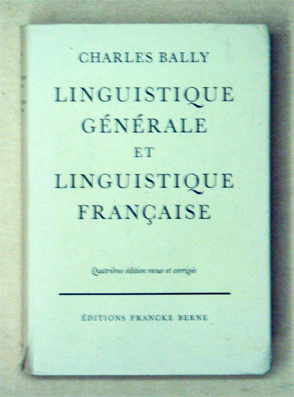 CHARLES BALLY
LINGUISTIQUE
GÉNÉRALE
ET
LINGUISTIQUE
FRANÇAISE
Quatrième édition revue et corrigée
ÉDITIONS FRANCKE BERNE